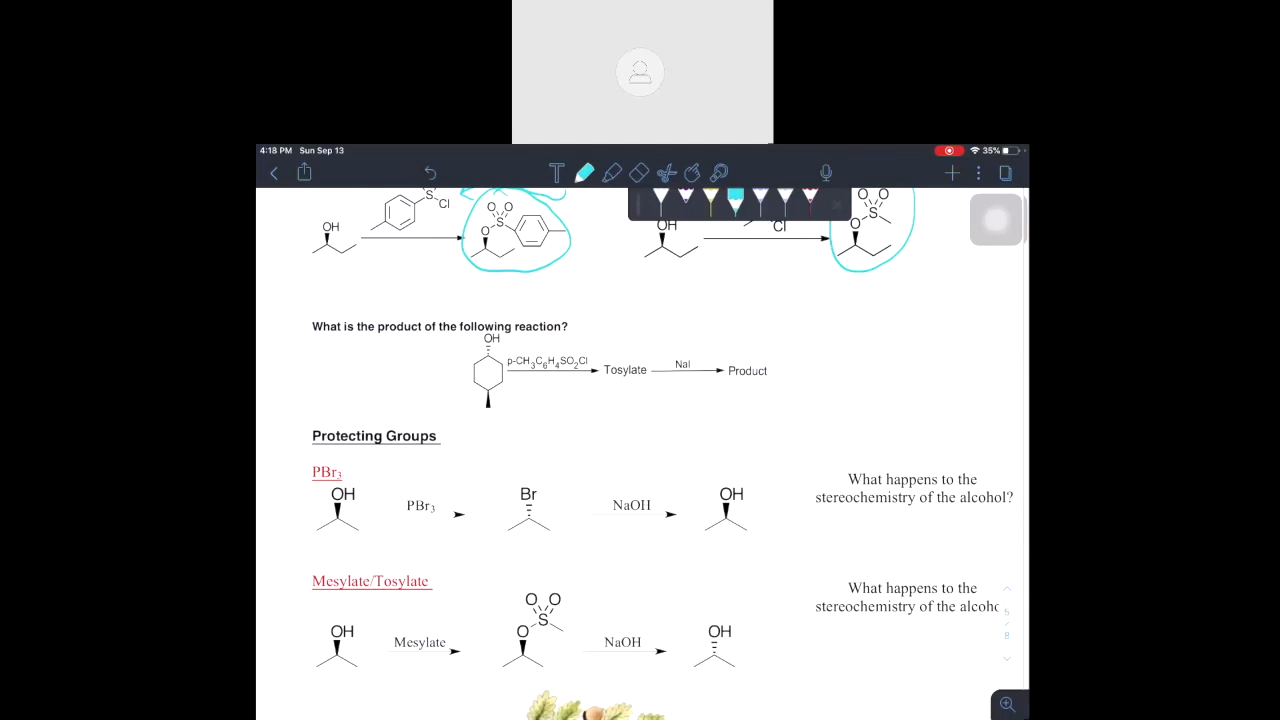 4:18 PM Sun Sep 13
35%
S
Cl
OH
O O
S
O
OH
Cl
O O
S
O
What is the product of the following reaction?
OH
p-CH3C6H4SO2Cl
Tosylate
NaI
Product
Protecting Groups
PBr3
OH
PBr3
Br
NaOH
OH
What happens to the
stereochemistry of the alcohol?
Mesylate/Tosylate
OH
Mesylate
O O
S
O
NaOH
OH
What happens to the
stereochemistry of the alcoho
5
/
8